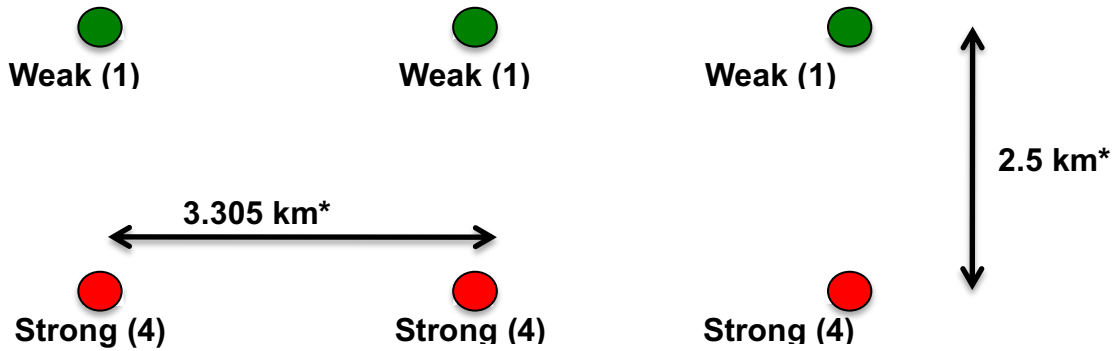 Weak (1)
Weak (1)
Weak (1)
2.5 km*
3.305 km*
Strong (4)
Strong (4)
Strong (4)